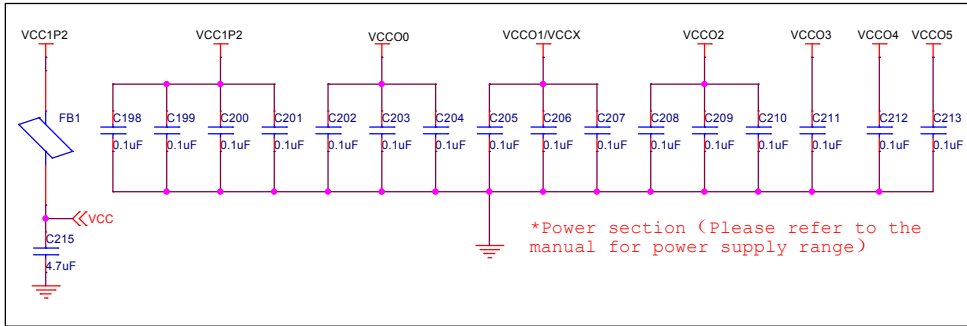 VCC1P2 VCC1P2 VCCO0 VCCO1/VCCX VCCO2 VCCO3 VCCO4 VCCO5
FB1 C198 C199 C200 C201 C202 C203 C204 C205 C206 C207 C208 C209 C210 C211 C212 C213
0.1uF 0.1uF 0.1uF 0.1uF 0.1uF 0.1uF 0.1uF 0.1uF 0.1uF 0.1uF 0.1uF 0.1uF 0.1uF 0.1uF 0.1uF 0.1uF
VCC
C215
4.7uF
*Power section (Please refer to the
manual for power supply range)